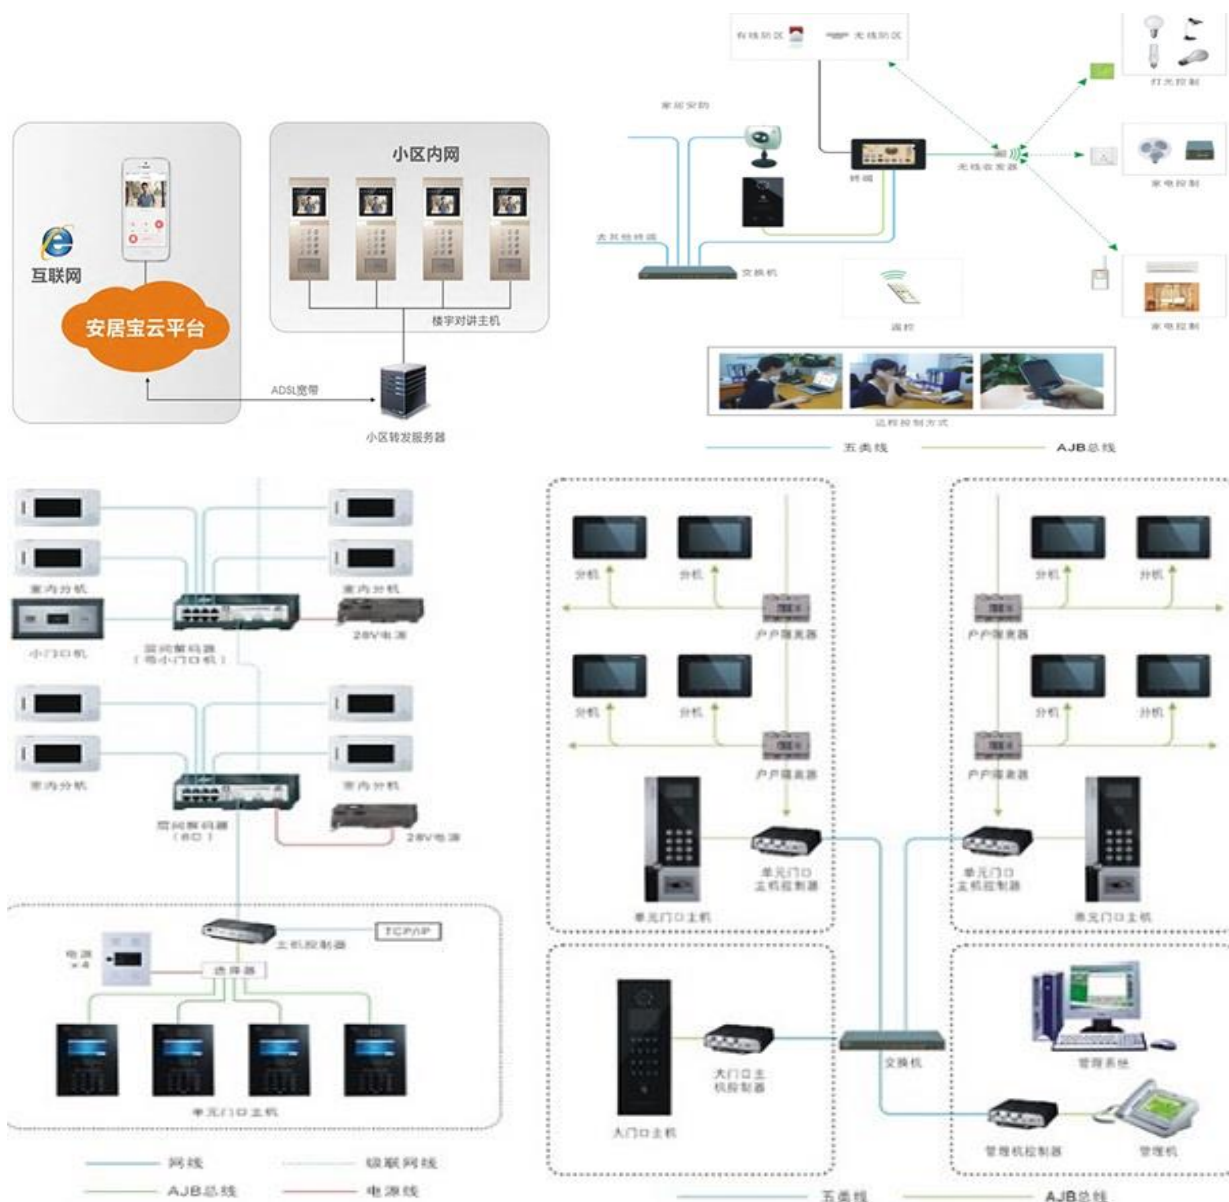 互联网
安居宝云平台
小区内网
楼宇对讲主机
ADSL宽带
小区转发服务器
有线防区
无线防区
家居安防
终端
无线收发器
灯光控制
家电控制
去其他终端
交换机
遥控
家电控制
远程控制方式
五类线
AJB总线
室内分机
室内分机
小门口机
层间解码器
(带小门口机)
28V电源
室内分机
室内分机
层间解码器
(8口)
28V电源
主机控制器
TCP/IP
电源
×4
选择器
单元门口主机
网线
级联网线
AJB总线
电源线
分机
分机
户户隔离器
分机
分机
户户隔离器
单元门口
主机控制器
单元门口主机
分机
分机
户户隔离器
分机
分机
户户隔离器
单元门口
主机控制器
单元门口主机
大门口主
机控制器
大门口主机
交换机
管理系统
管理机控制器
管理机
五类线
AJB总线